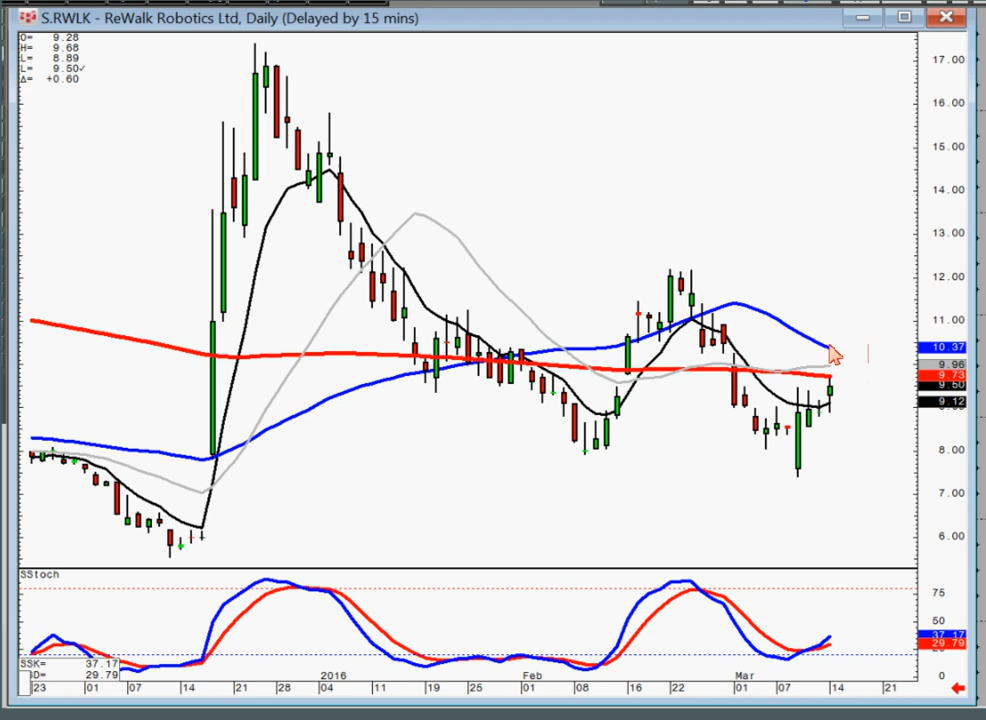 S.RWLK - ReWalk Robotics Ltd, Daily (Delayed by 15 mins)
O= 9.28
H= 9.68
L= 8.89
L= 9.50✓
Δ= +0.60
17.00
16.00
15.00
14.00
13.00
12.00
11.00
10.37
9.96
9.73
9.50
9.12
8.00
7.00
6.00
SStoch
75
50
37.17
29.79
0
SSK= 37.17
D= 29.79
23 01 07 14 21 28 04 11 19 25 01 08 16 22 01 07 14 21
2016 Feb Mar